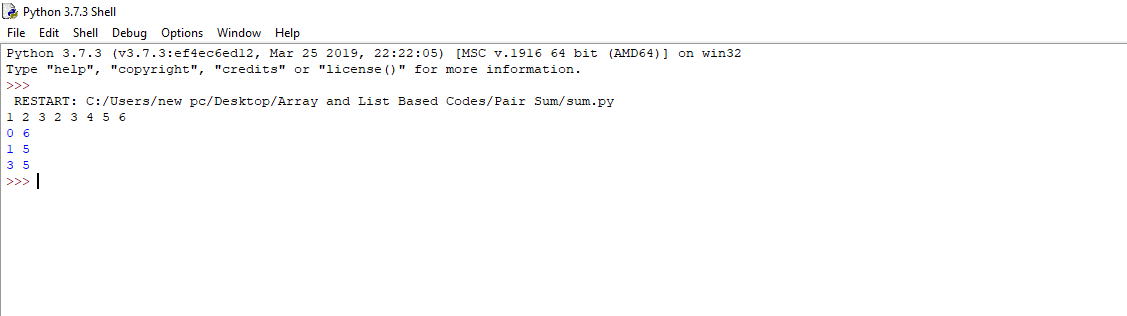 Python 3.7.3 Shell
File Edit Shell Debug Options Window Help
Python 3.7.3 (v3.7.3:ef4ec6ed12, Mar 25 2019, 22:22:05) [MSC v.1916 64 bit (AMD64)] on win32
Type "help", "copyright", "credits" or "license()" for more information.
>>>
 RESTART: C:/Users/new pc/Desktop/Array and List Based Codes/Pair Sum/sum.py
1 2 3 2 3 4 5 6
0 6
1 5
3 5
>>>